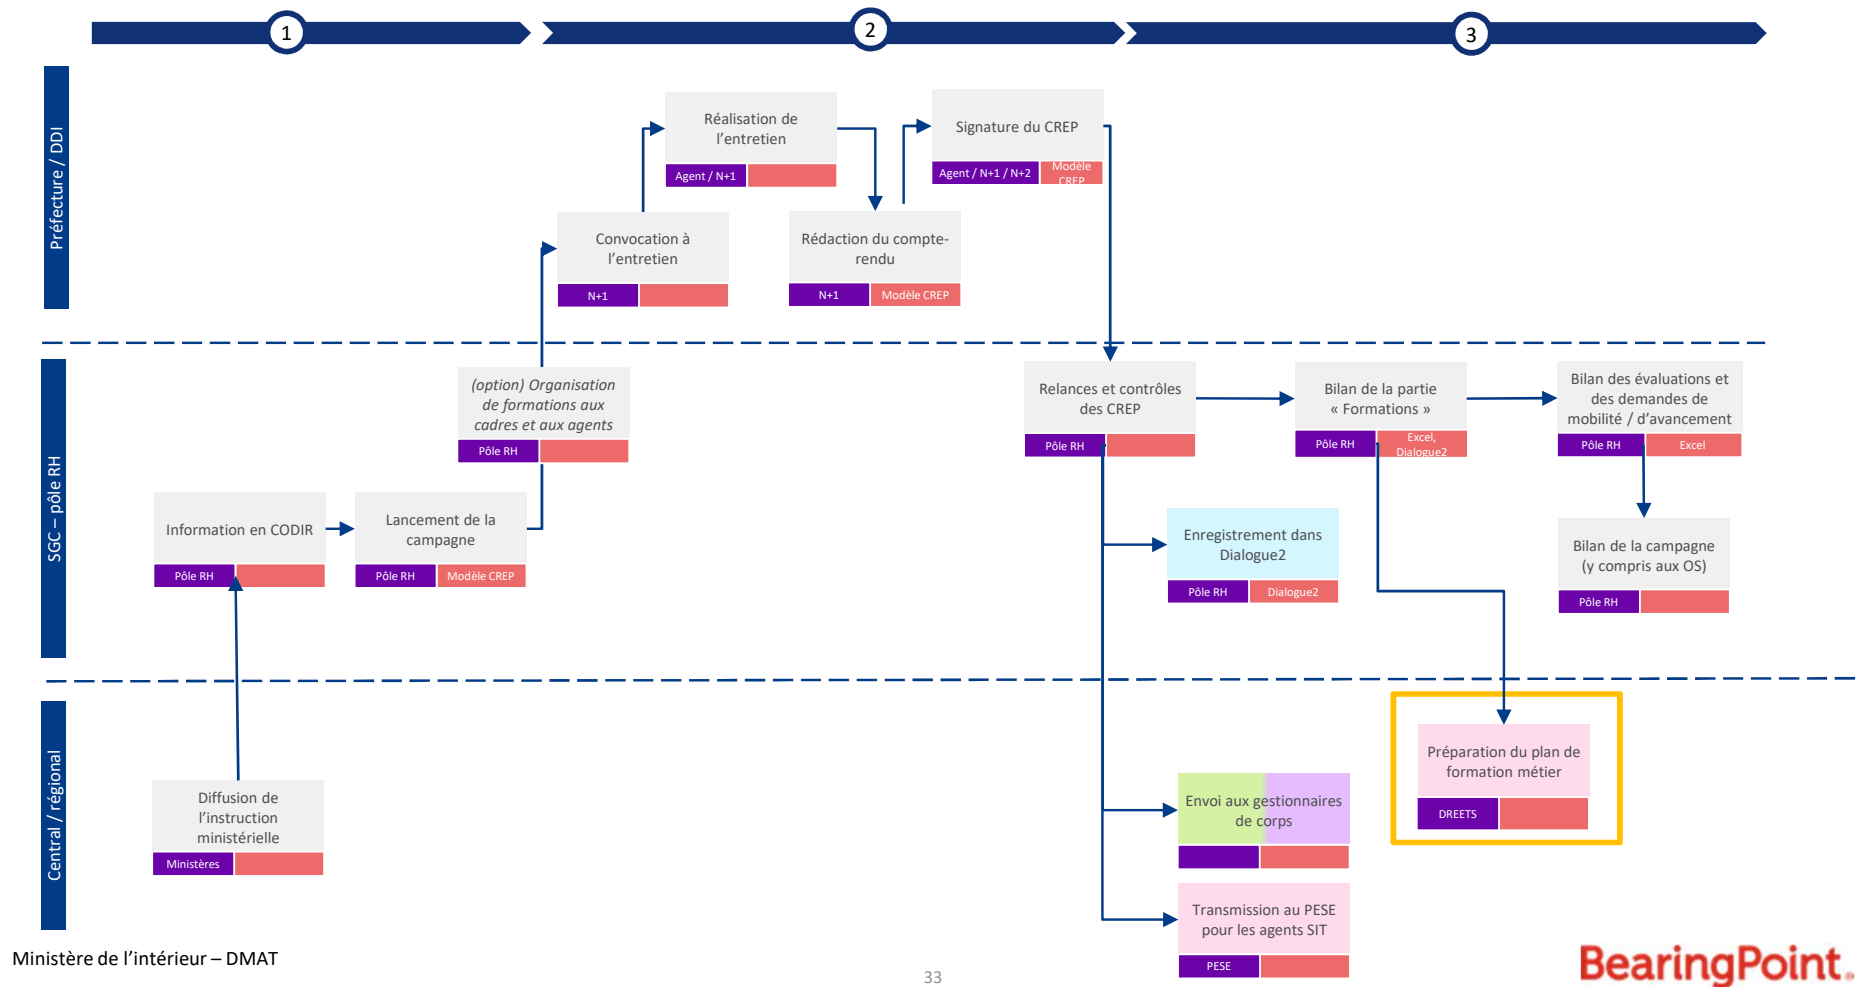 1
2
3
Préfecture / DDI
Réalisation de
l’entretien
Agent / N+1
Signature du CREP
Agent / N+1 / N+2
Modèle
CREP
Convocation à
l’entretien
N+1
Rédaction du compte-
rendu
N+1
Modèle CREP
SGC – pôle RH
(option) Organisation
de formations aux
cadres et aux agents
Pôle RH
Relances et contrôles
des CREP
Pôle RH
Bilan de la partie
« Formations »
Pôle RH
Excel,
Dialogue2
Bilan des évaluations et
des demandes de
mobilité / d’avancement
Pôle RH
Excel
Information en CODIR
Pôle RH
Lancement de la
campagne
Pôle RH
Modèle CREP
Enregistrement dans
Dialogue2
Pôle RH
Dialogue2
Bilan de la campagne
(y compris aux OS)
Pôle RH
Central / régional
Diffusion de
l’instruction
ministérielle
Ministères
Envoi aux gestionnaires
de corps
Préparation du plan de
formation métier
DREETS
Transmission au PESE
pour les agents SIT
PESE
Ministère de l’intérieur – DMAT
33
BearingPoint.